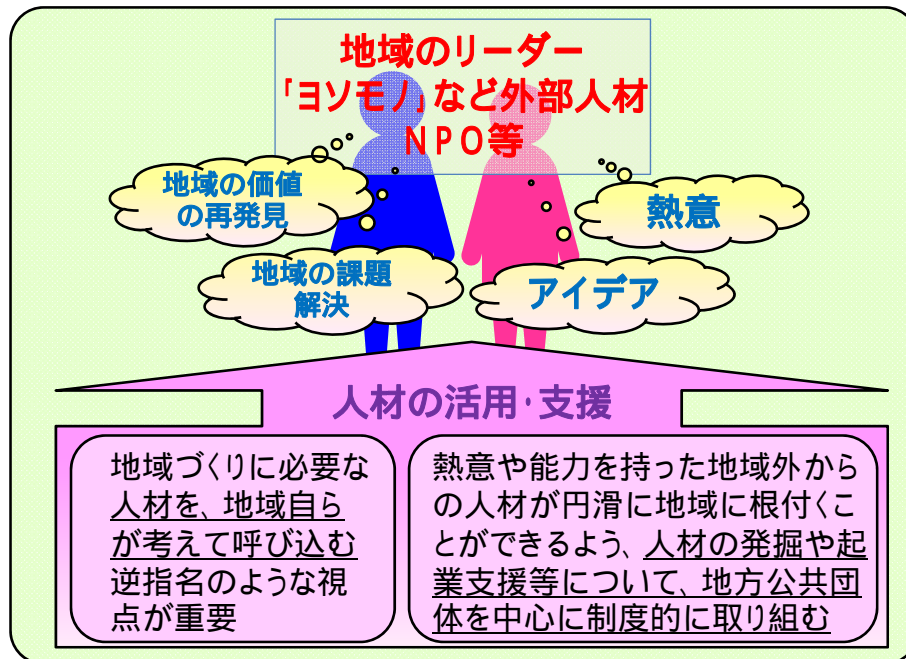 地域のリーダー
「ヨソモノ」など外部人材
NPO等
地域の価値
の再発見
熱意
地域の課題
解決
アイデア
人材の活用・支援
地域づくりに必要な
人材を、地域自ら
が考えて呼び込む
逆指名のような視
点が重要
熱意や能力を持った地域外から
の人材が円滑に地域に根付くこ
とができるよう、人材の発掘や起
業支援等について、地方公共団
体を中心に制度的に取り組む